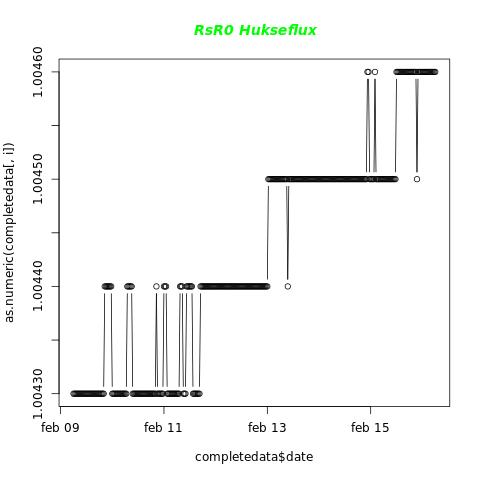 RsR0 Hukseflux
as.numeric(completedata[, i])
1.00460
1.00450
1.00440
1.00430
feb 09
feb 11
feb 13
feb 15
completedata$date